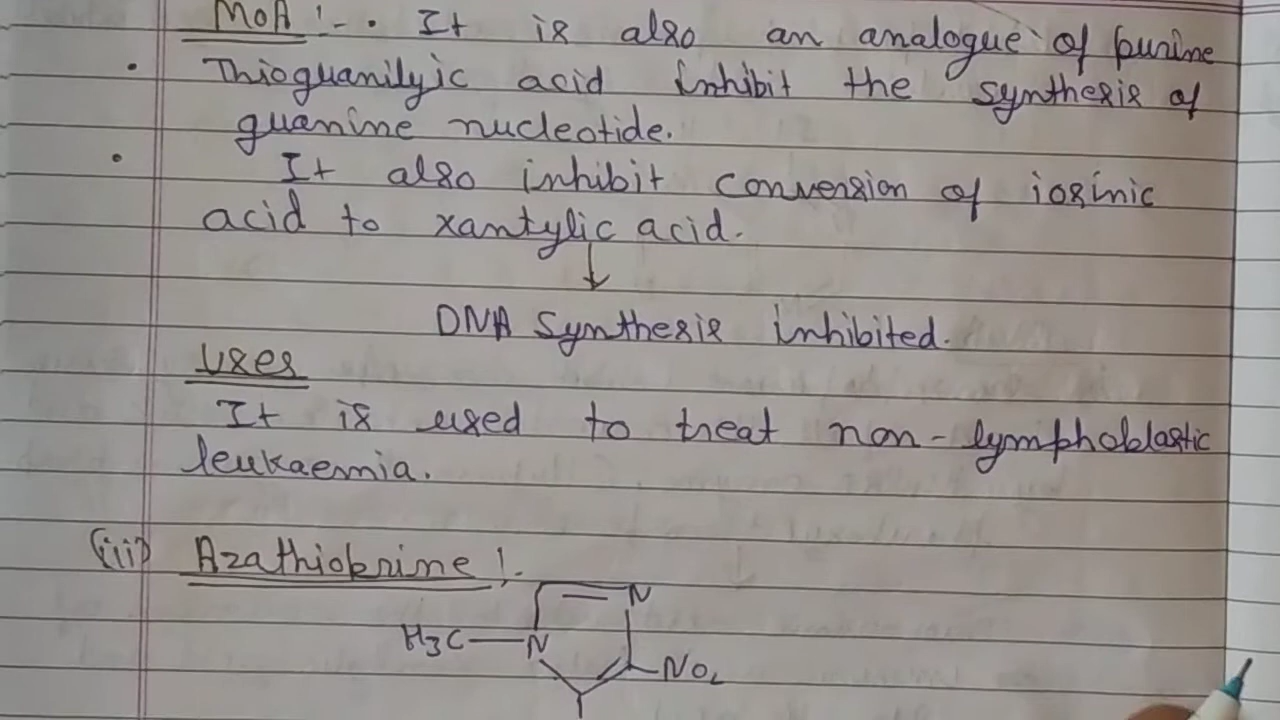 MOA :- • It is also an analogue of purine
• Thioguanilyic acid inhibit the synthesis of
guanine nucleotide.
• It also inhibit conversion of iosinic
acid to xantylic acid.
↓
DNA Synthesis inhibited.
Uses
It is used to treat non-lymphoblastic
leukaemia.
(iii) Azathioprine :-
N
H3C N
NO2